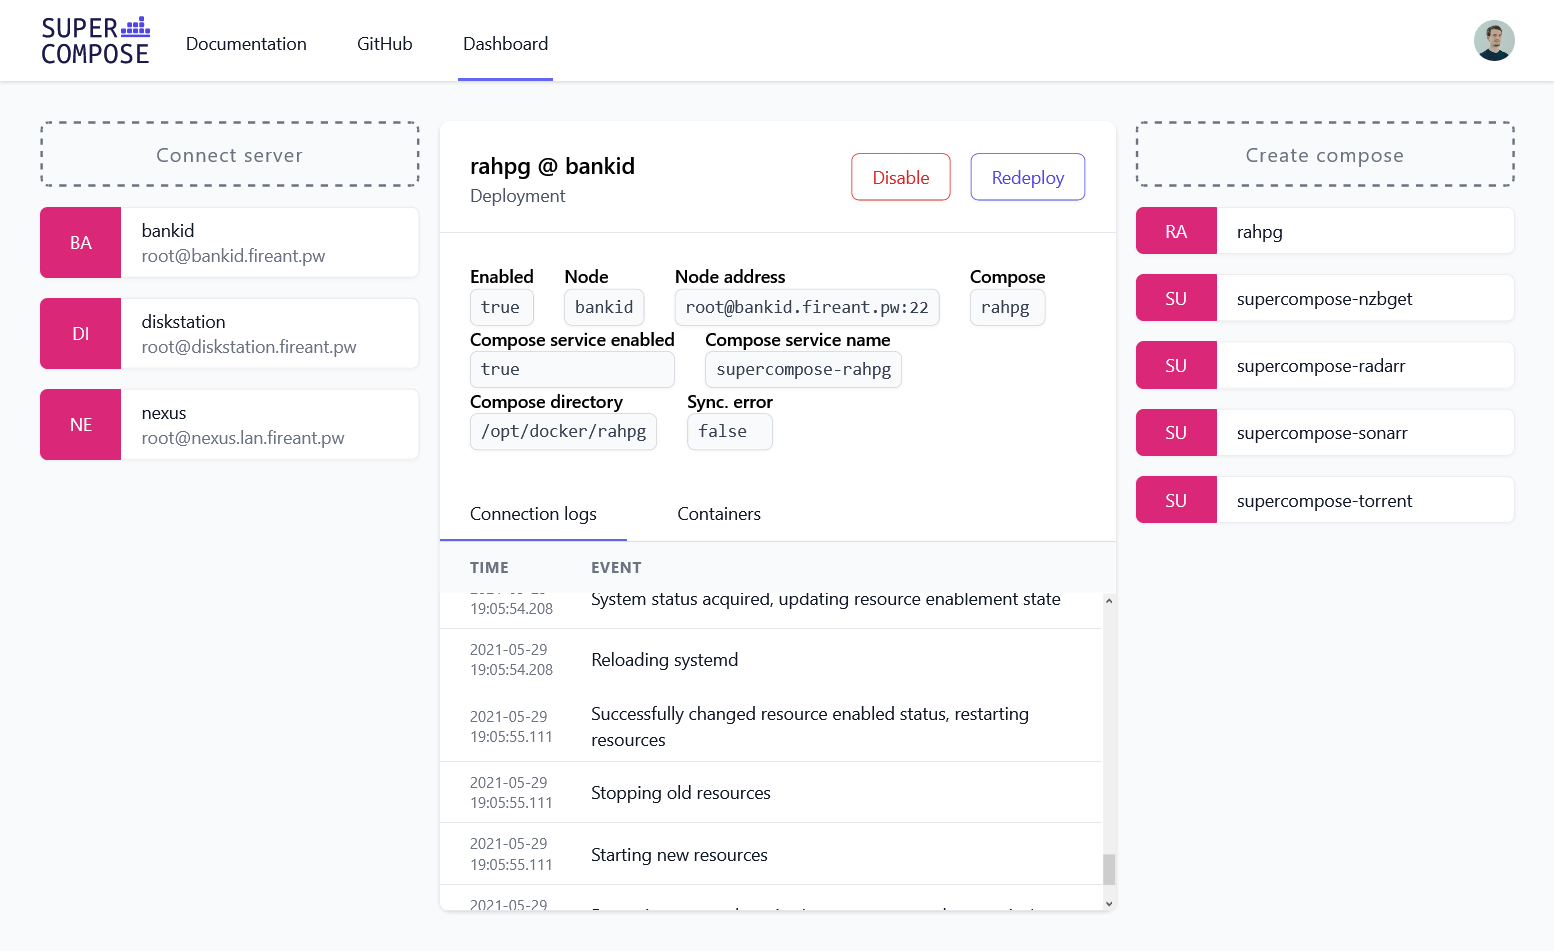 SUPER
COMPOSE
Documentation
GitHub
Dashboard
Connect server
BA
bankid
root@bankid.fireant.pw
DI
diskstation
root@diskstation.fireant.pw
NE
nexus
root@nexus.lan.fireant.pw
rahpg @ bankid
Deployment
Disable
Redeploy
Enabled
true
Node
bankid
Node address
root@bankid.fireant.pw:22
Compose
rahpg
Compose service enabled
true
Compose service name
supercompose-rahpg
Compose directory
/opt/docker/rahpg
Sync. error
false
Connection logs
Containers
TIME EVENT
19:05:54.208
System status acquired, updating resource enablement state
2021-05-29
19:05:54.208
Reloading systemd
2021-05-29
19:05:55.111
Successfully changed resource enabled status, restarting
resources
2021-05-29
19:05:55.111
Stopping old resources
2021-05-29
19:05:55.111
Starting new resources
2021-05-29
Create compose
RA
rahpg
SU
supercompose-nzbget
SU
supercompose-radarr
SU
supercompose-sonarr
SU
supercompose-torrent